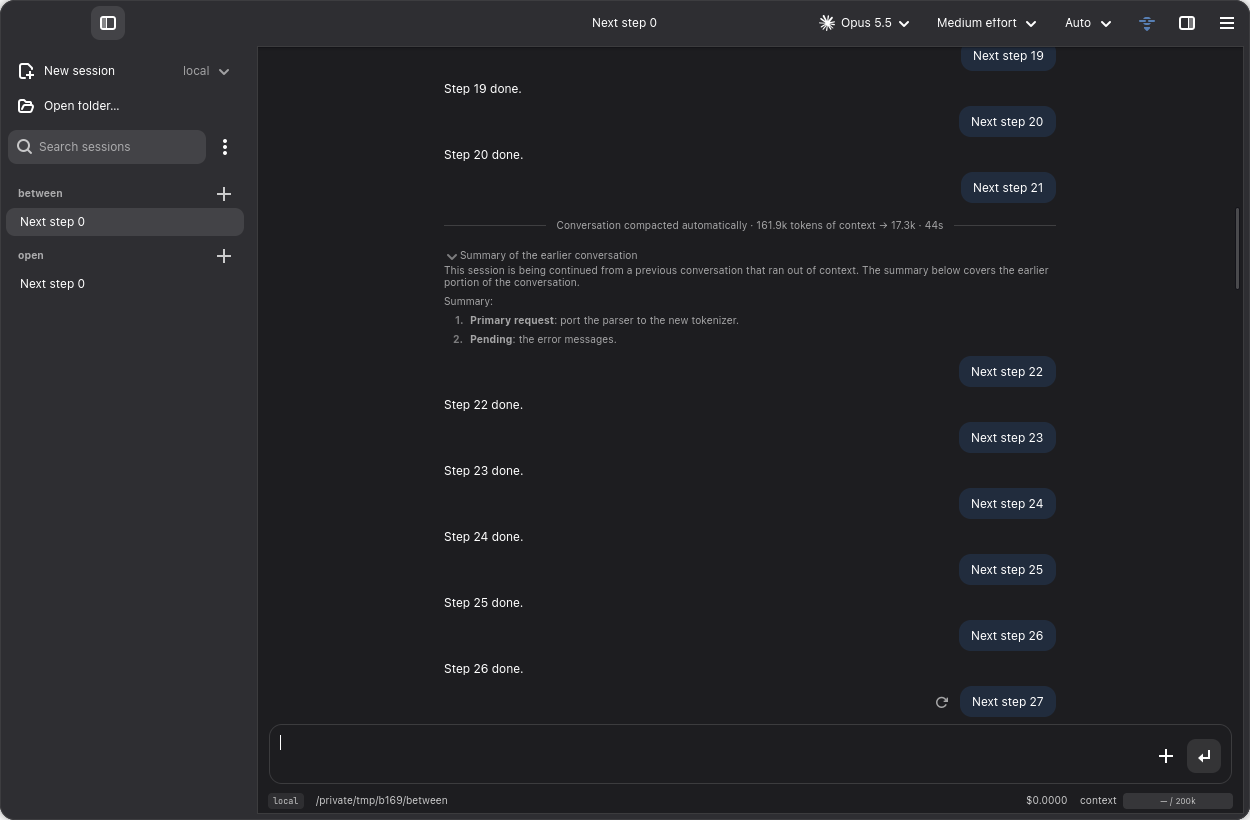 Next step 0
Opus 5.5
Medium effort
Auto
New session
local
Open folder...
Search sessions
between
Next step 0
open
Next step 0
Next step 19
Step 19 done.
Next step 20
Step 20 done.
Next step 21
Conversation compacted automatically · 161.9k tokens of context → 17.3k · 44s
Summary of the earlier conversation
This session is being continued from a previous conversation that ran out of context. The summary below covers the earlier
portion of the conversation.
Summary:
1. Primary request: port the parser to the new tokenizer.
2. Pending: the error messages.
Next step 22
Step 22 done.
Next step 23
Step 23 done.
Next step 24
Step 24 done.
Next step 25
Step 25 done.
Next step 26
Step 26 done.
Next step 27
local
/private/tmp/b169/between
$0.0000
context
— / 200k